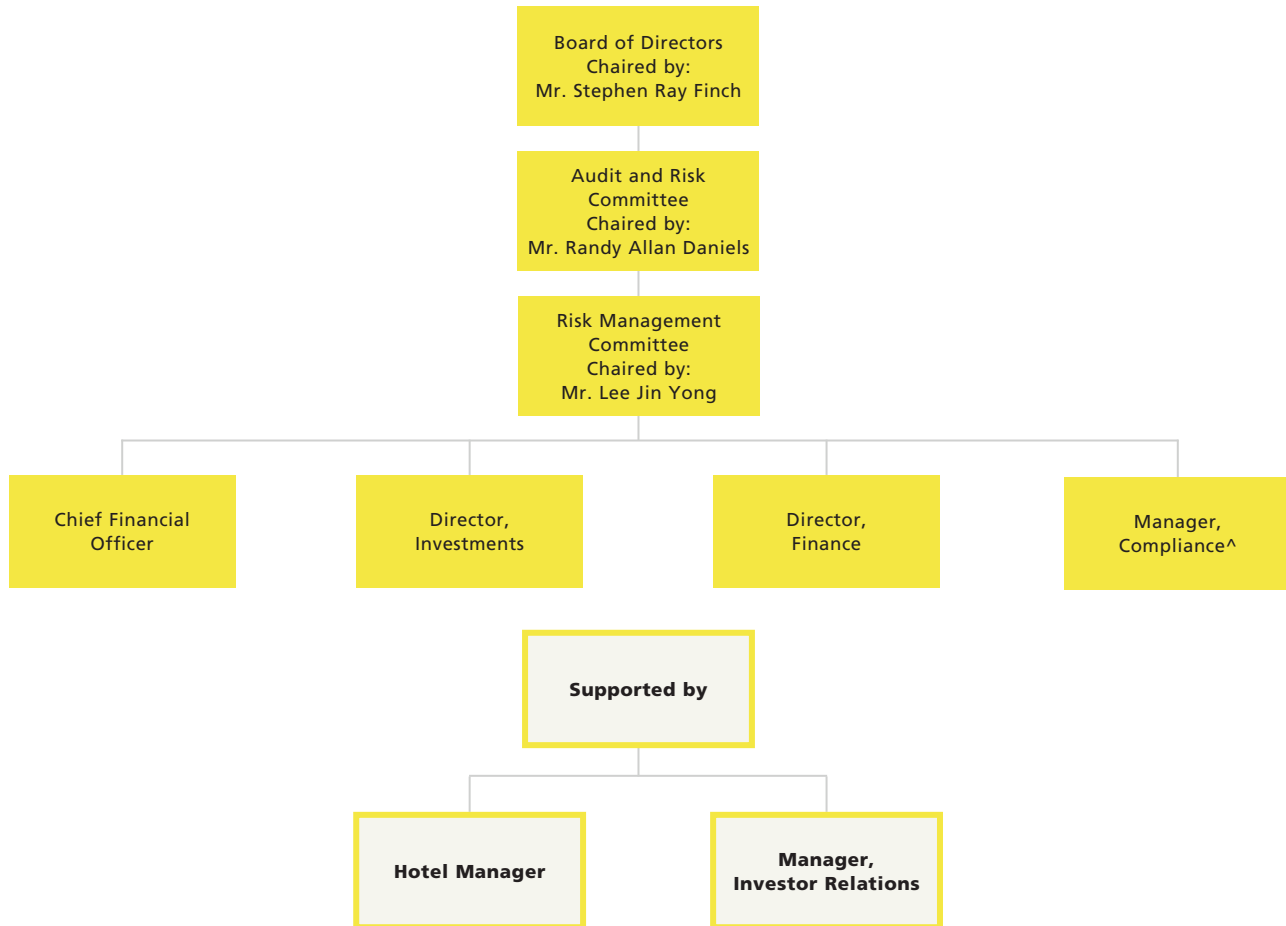 Board of Directors
Chaired by:
Mr. Stephen Ray Finch
Audit and Risk
Committee
Chaired by:
Mr. Randy Allan Daniels
Risk Management
Committee
Chaired by:
Mr. Lee Jin Yong
Chief Financial
Officer
Director,
Investments
Director,
Finance
Manager,
Compliance^
Supported by
Hotel Manager
Manager,
Investor Relations